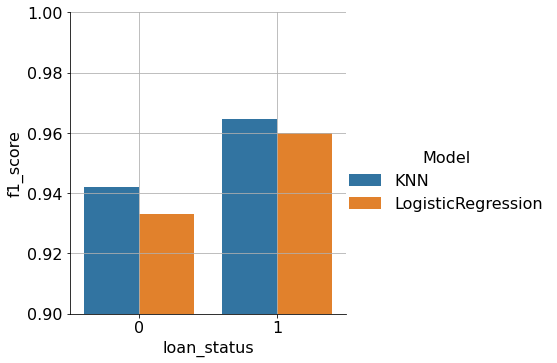 1.00
0.98
0.96
0.94
0.92
0.90
f1_score
0
1
loan_status
Model
KNN
LogisticRegression